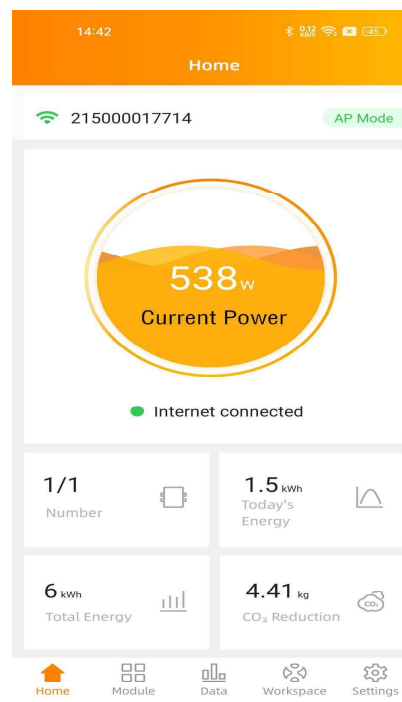 14:42
0.12 KB/S
45
Home
215000017714
AP Mode
538W
Current Power
Internet connected
1/1
Number
1.5 kWh
Today's
Energy
6 kWh
Total Energy
4.41 kg
CO₂ Reduction
CO₂
Home
Module
Data
Workspace
Settings